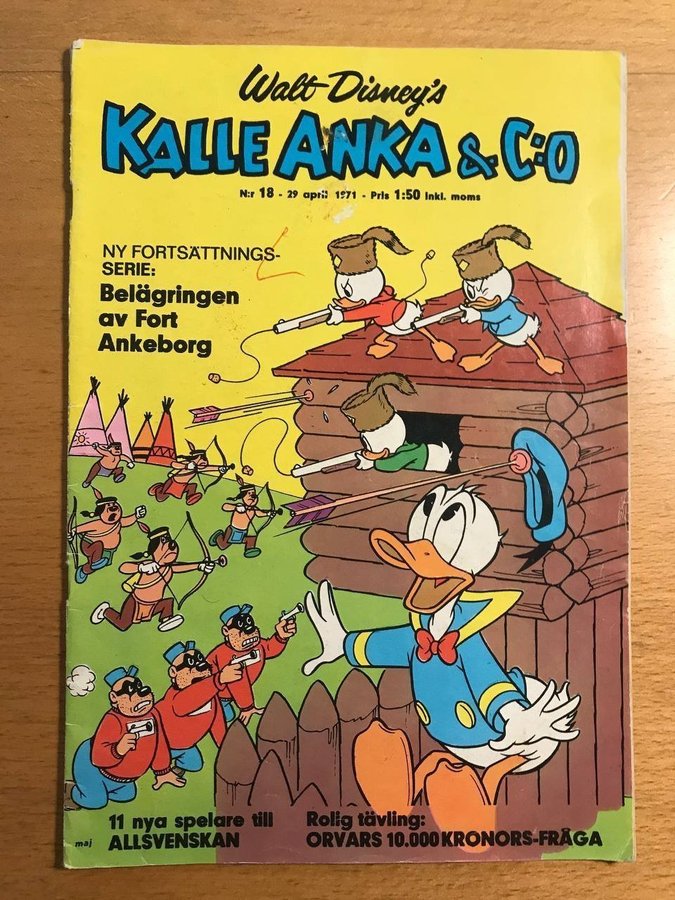 Walt Disney's
KALLE ANKA & C:O
N:r 18 - 29 april 1971 - Pris 1:50 inkl. moms
NY FORTSÄTTNINGS-
SERIE:
Belägringen
av Fort
Ankeborg
11 nya spelare till
ALLSVENSKAN
Rolig tävling:
ORVARS 10.000 KRONORS-FRÅGA
maj